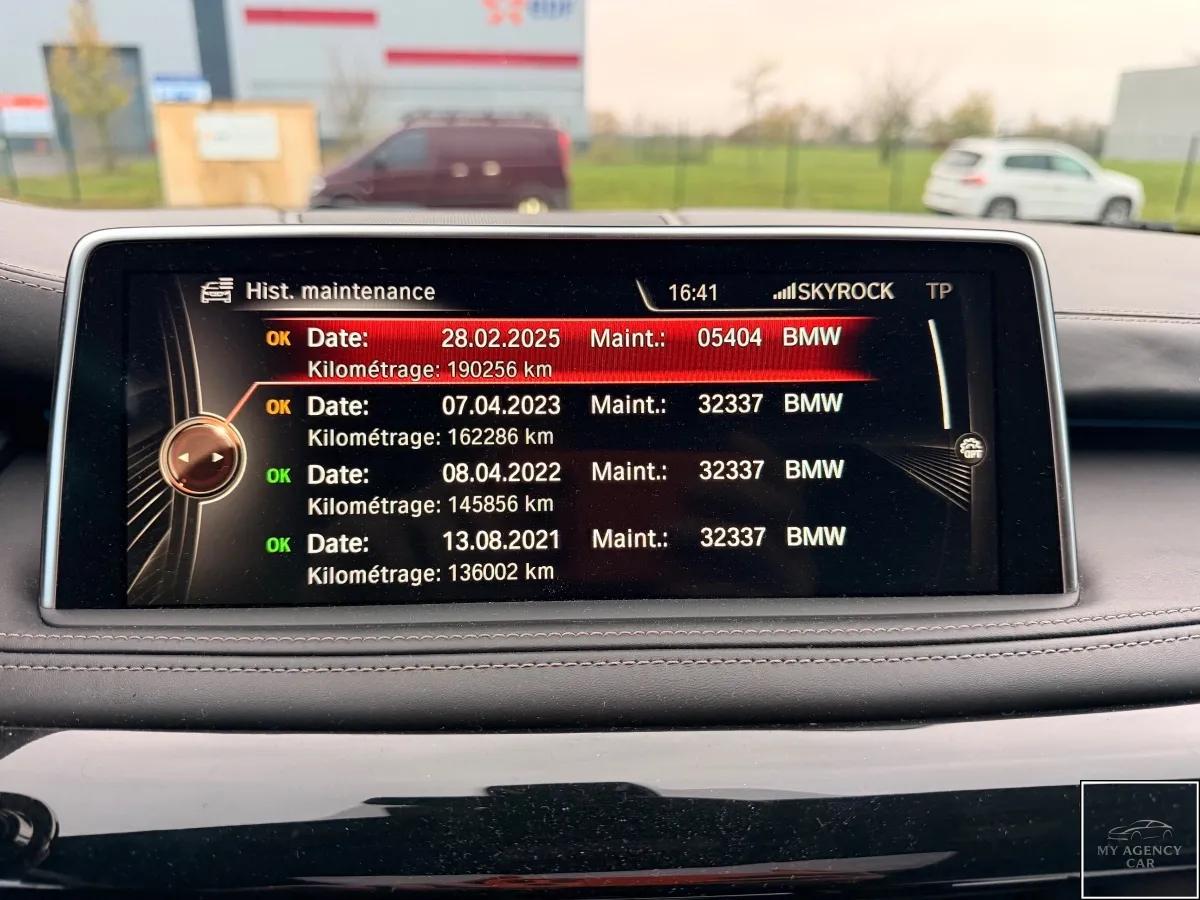 EDF
Hist. maintenance 16:41 SKYROCK TP
OK Date: 28.02.2025 Maint.: 05404 BMW
Kilométrage: 190256 km
OK Date: 07.04.2023 Maint.: 32337 BMW
Kilométrage: 162286 km
OK Date: 08.04.2022 Maint.: 32337 BMW
Kilométrage: 145856 km
OK Date: 13.08.2021 Maint.: 32337 BMW
Kilométrage: 136002 km
OFF
MY AGENCY
CAR